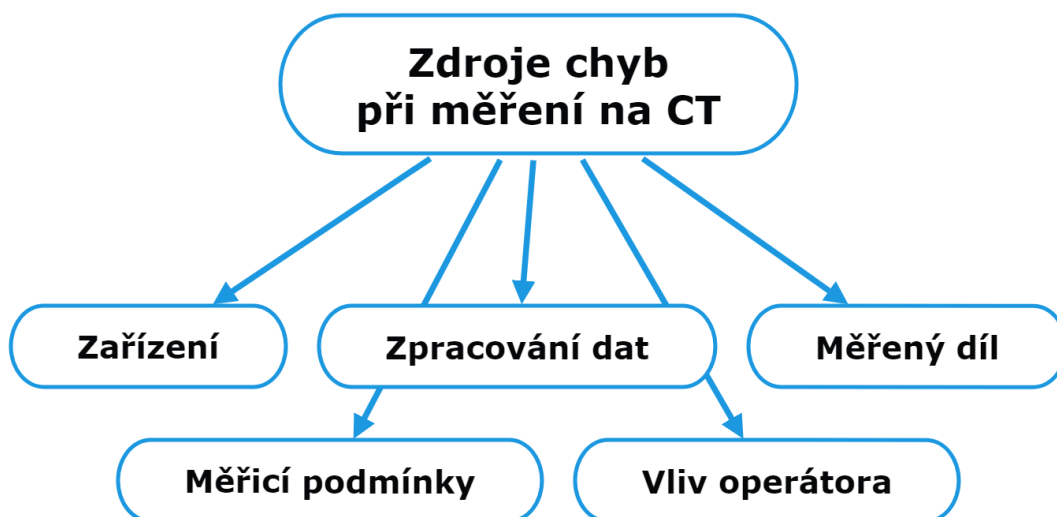 Zdroje chyb
při měření na CT
Zařízení
Zpracování dat
Měřený díl
Měřicí podmínky
Vliv operátora